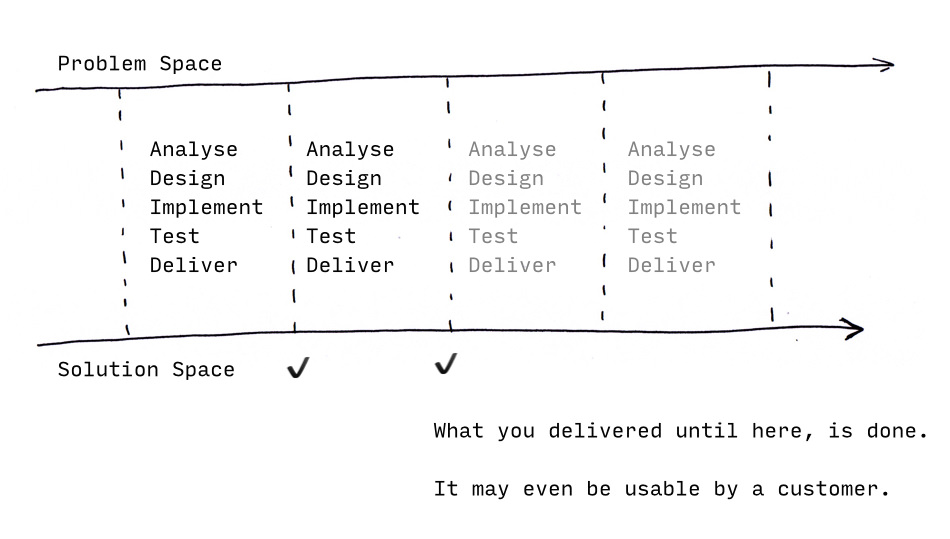 Problem Space
Analyse Analyse Analyse Analyse
Design Design Design Design
Implement Implement Implement Implement
Test Test Test Test
Deliver Deliver Deliver Deliver
Solution Space ✓ ✓
What you delivered until here, is done.
It may even be usable by a customer.